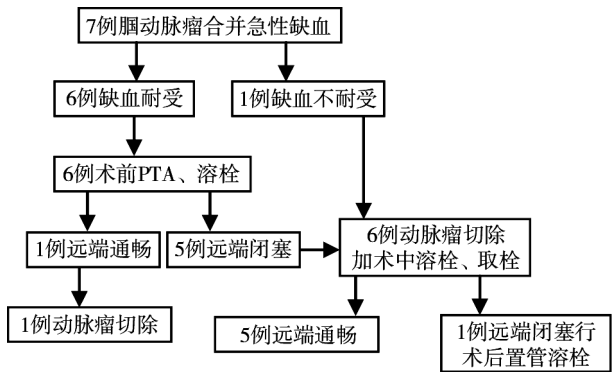 7例腘动脉瘤合并急性缺血
6例缺血耐受
1例缺血不耐受
6例术前PTA、溶栓
1例远端通畅
5例远端闭塞
6例动脉瘤切除
加术中溶栓、取栓
1例动脉瘤切除
5例远端通畅
1例远端闭塞行
术后置管溶栓